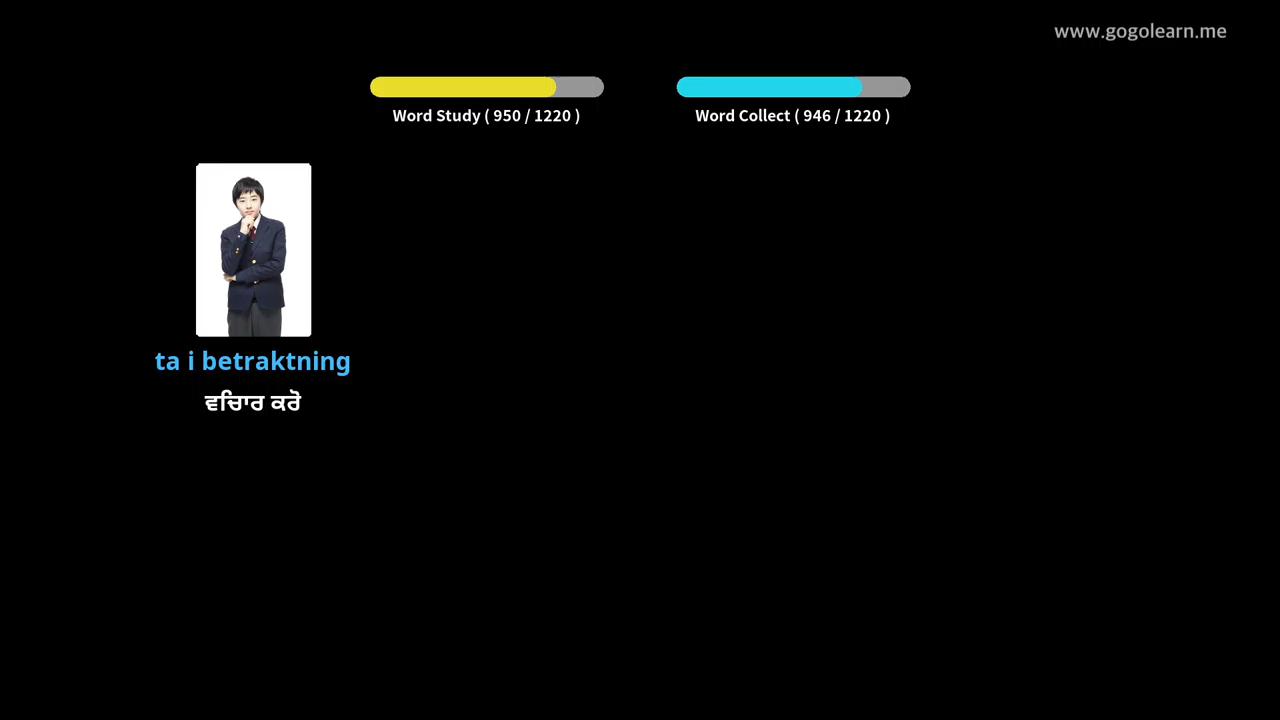 www.gogolearn.me
Word Study ( 950 / 1220 )
Word Collect ( 946 / 1220 )
ta i betraktning
ਵਿਚਾਰ ਕਰੋ